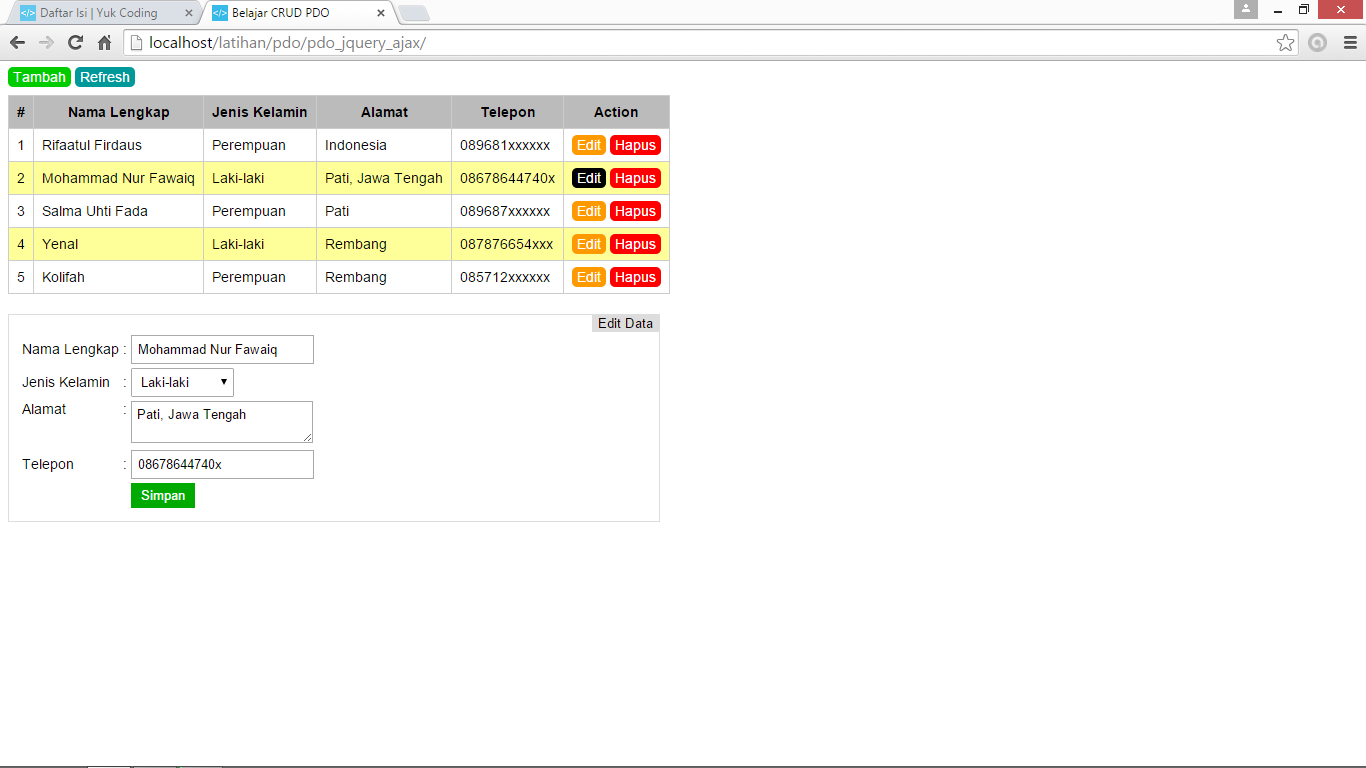 Daftar Isi | Yuk Coding
Belajar CRUD PDO
localhost/latihan/pdo/pdo_jquery_ajax/
Tambah Refresh
# Nama Lengkap Jenis Kelamin Alamat Telepon Action
1 Rifaatul Firdaus Perempuan Indonesia 089681xxxxxx Edit Hapus
2 Mohammad Nur Fawaiq Laki-laki Pati, Jawa Tengah 08678644740x Edit Hapus
3 Salma Uhti Fada Perempuan Pati 089687xxxxxx Edit Hapus
4 Yenal Laki-laki Rembang 087876654xxx Edit Hapus
5 Kolifah Perempuan Rembang 085712xxxxxx Edit Hapus
Edit Data
Nama Lengkap : Mohammad Nur Fawaiq
Jenis Kelamin : Laki-laki
Alamat : Pati, Jawa Tengah
Telepon : 08678644740x
Simpan